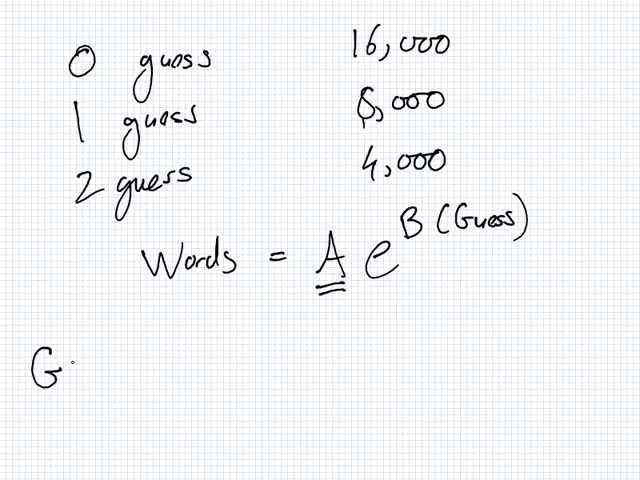 0 guess 16,000
1 guess 8,000
2 guess 4,000
Words = A e^B (Guess)
G